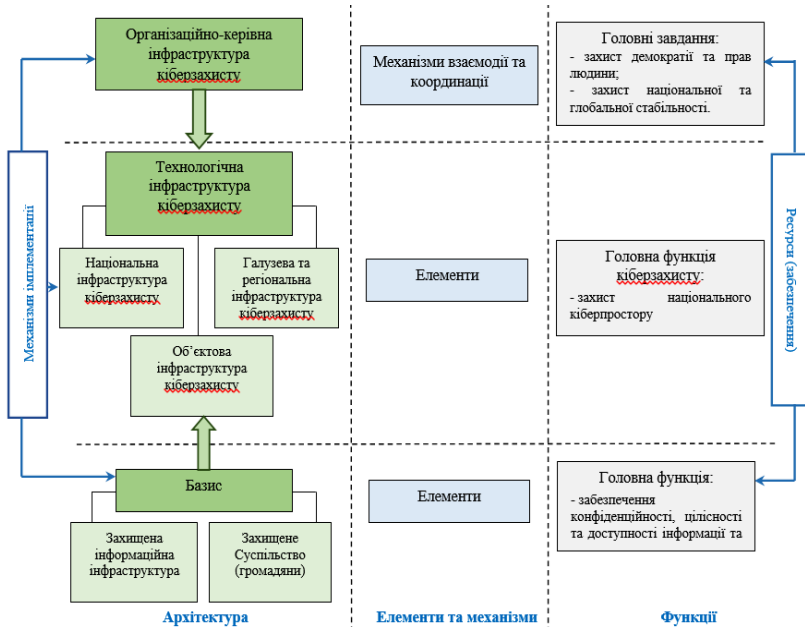 Організаційно-керівна
інфраструктура
кіберзахисту
Механізми взаємодії та
координації
Головні завдання:
- захист демократії та прав
людини;
- захист національної та
глобальної стабільності.
Механізми імплементації
Технологічна
інфраструктура
кіберзахисту
Національна
інфраструктура
кіберзахисту
Галузева та
регіональна
інфраструктура
кіберзахисту
Об’єктова
інфраструктура
кіберзахисту
Елементи
Головна функція
кіберзахисту:
- захист національного
кіберпростору
Ресурси (забезпечення)
Базис
Захищена
інформаційна
інфраструктура
Захищене
Суспільство
(громадяни)
Елементи
Головна функція:
- забезпечення
конфіденційності, цілісності
та доступності інформації та
Архітектура
Елементи та механізми
Функції